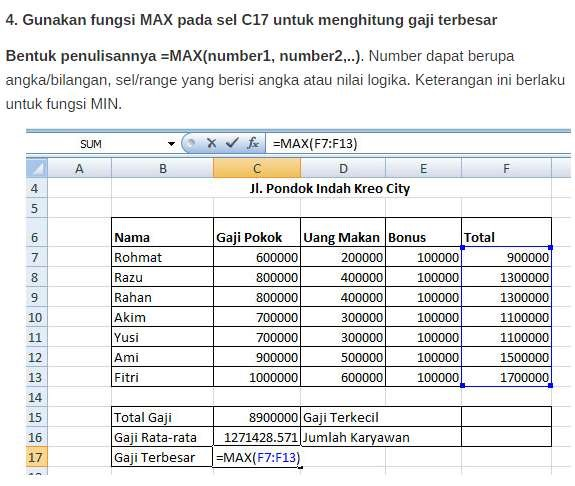 4. Gunakan fungsi MAX pada sel C17 untuk menghitung gaji terbesar
Bentuk penulisannya =MAX(number1, number2,..). Number dapat berupa
angka/bilangan, sel/range yang berisi angka atau nilai logika. Keterangan ini berlaku
untuk fungsi MIN.
SUM fx =MAX(F7:F13)
A B C D E F
4 Jl. Pondok Indah Kreo City
5
6 Nama Gaji Pokok Uang Makan Bonus Total
7 Rohmat 600000 200000 100000 900000
8 Razu 800000 400000 100000 1300000
9 Rahan 800000 400000 100000 1300000
10 Akim 700000 300000 100000 1100000
11 Yusi 700000 300000 100000 1100000
12 Ami 900000 500000 100000 1500000
13 Fitri 1000000 600000 100000 1700000
14
15 Total Gaji 8900000 Gaji Terkecil
16 Gaji Rata-rata 1271428.571 Jumlah Karyawan
17 Gaji Terbesar =MAX(F7:F13)